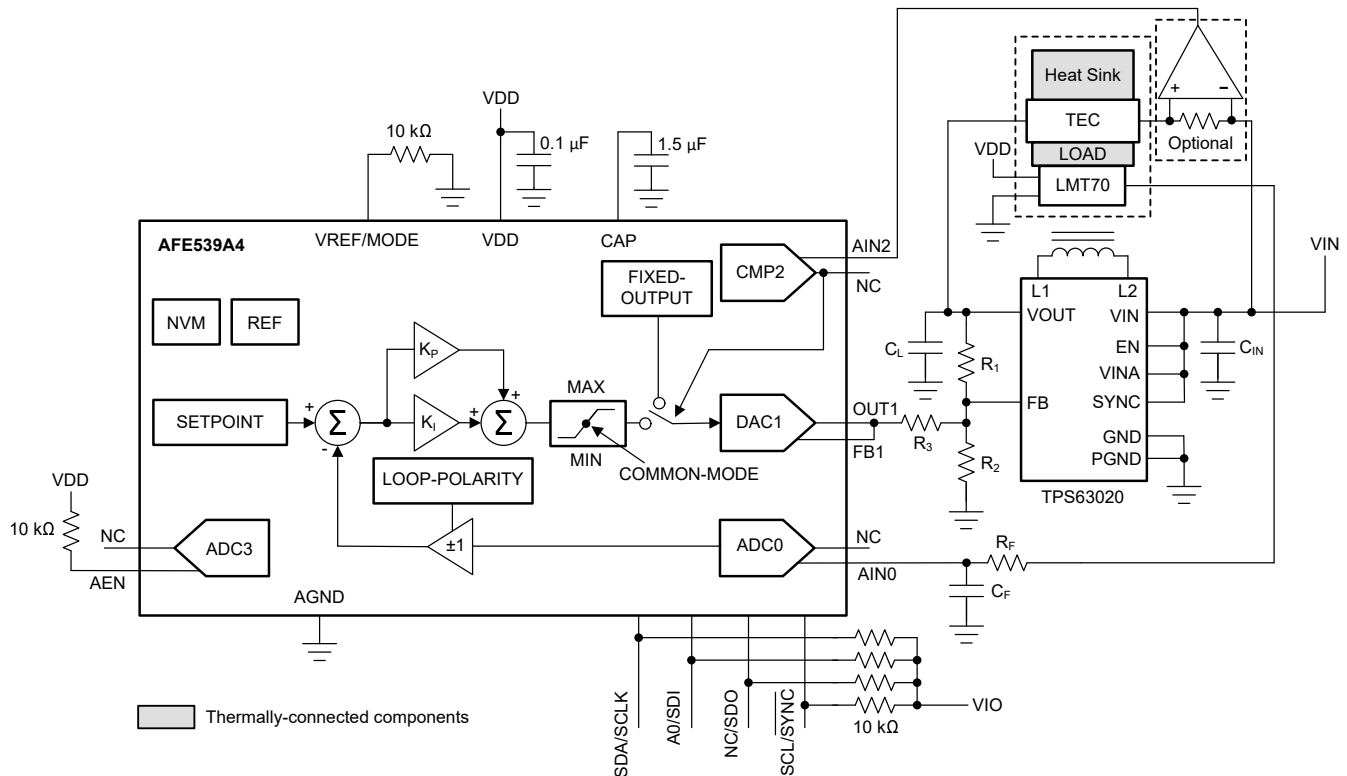 Heat Sink
+
−
VDD
10 kΩ
0.1 µF
1.5 µF
TEC
Optional
VDD
LOAD
LMT70
AFE539A4
VREF/MODE
VDD
CAP
AIN2
CMP2
NC
VIN
FIXED-
OUTPUT
L1
L2
VOUT
VIN
NVM
REF
KP
CL
R1
EN
CIN
VINA
MAX
SETPOINT
+
Σ
-
KI
+
+
Σ
DAC1
OUT1
FB
SYNC
R3
FB1
GND
MIN
COMMON-MODE
R2
PGND
LOOP-POLARITY
TPS63020
VDD
10 kΩ
NC
ADC3
±1
ADC0
NC
RF
AEN
AIN0
CF
AGND
SDA/SCLK
A0/SDI
NC/SDO
SCL/SYNC
VIO
10 kΩ
Thermally-connected components